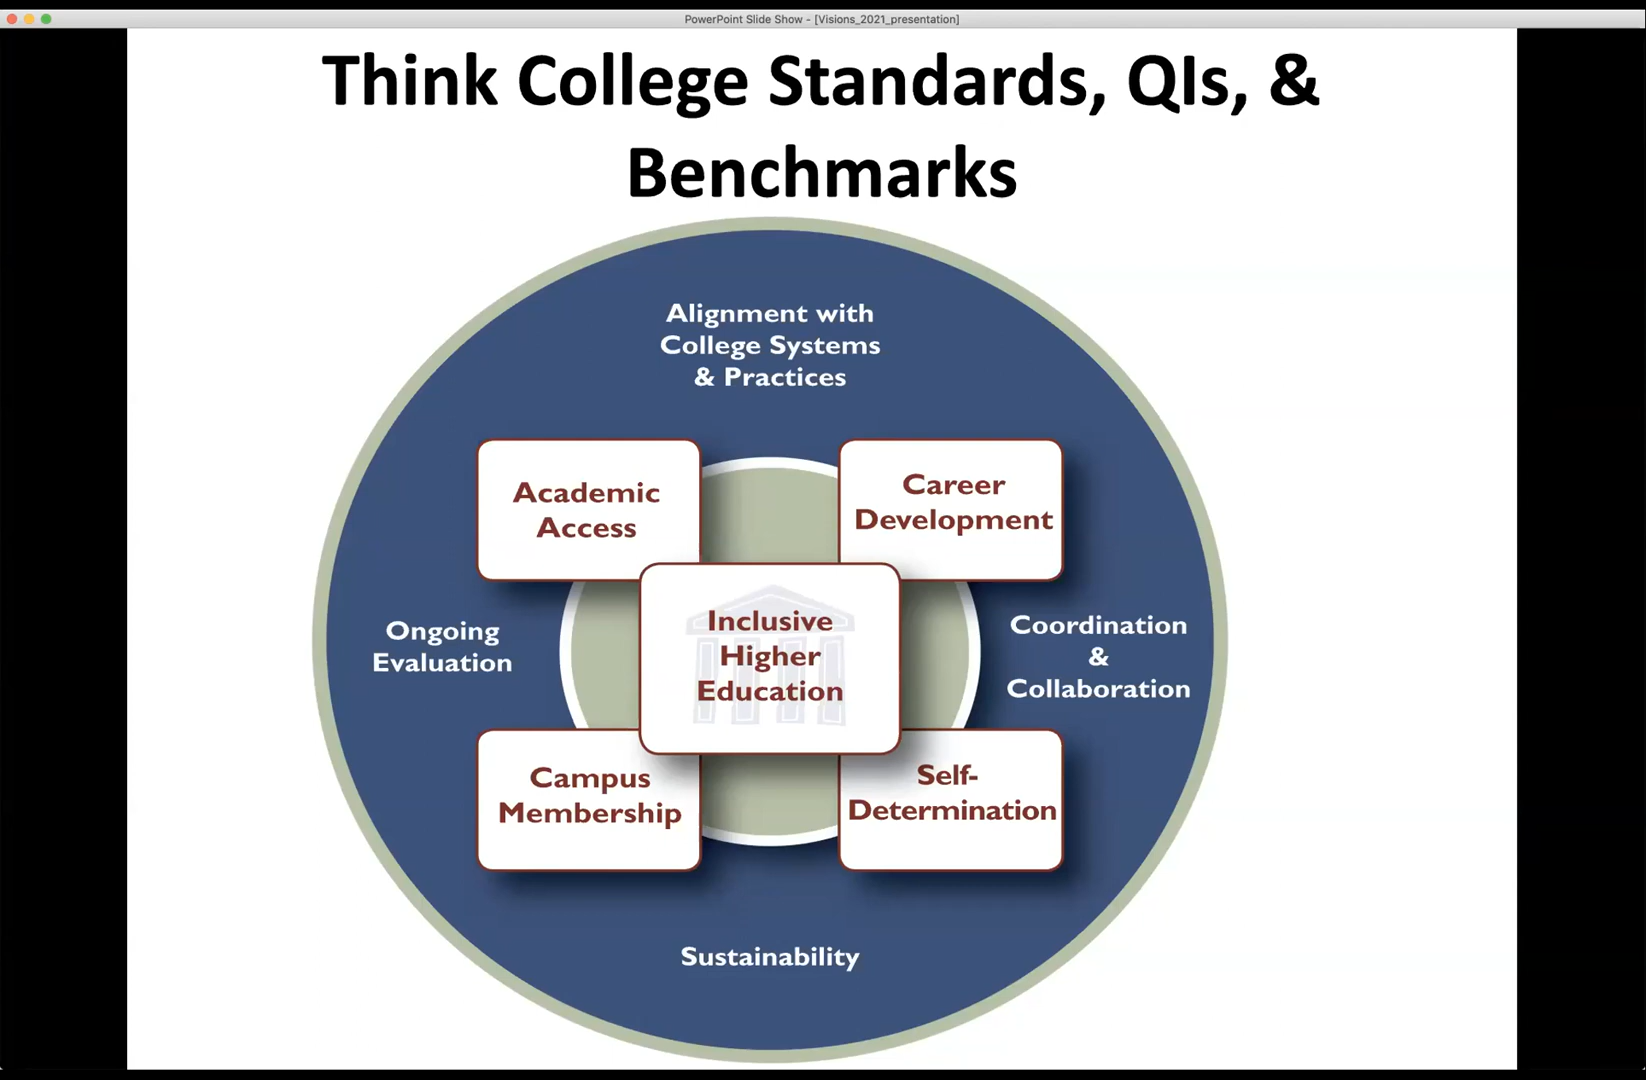 PowerPoint Slide Show - [Visions_2021_presentation]
Think College Standards, QIs, &
Benchmarks
Alignment with
College Systems
& Practices
Academic
Access
Career
Development
Inclusive
Higher
Education
Ongoing
Evaluation
Coordination
&
Collaboration
Campus
Membership
Self-
Determination
Sustainability